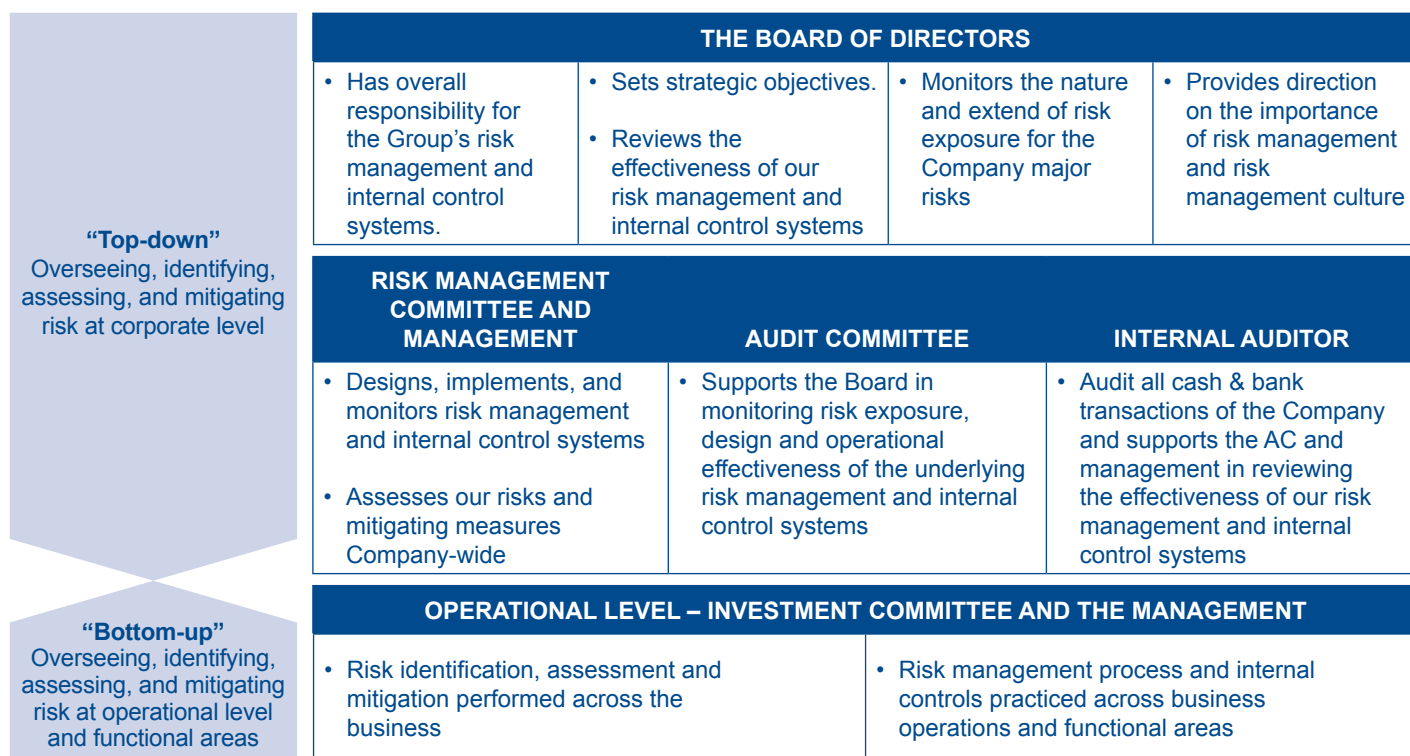 “Top-down”
Overseeing, identifying,
assessing, and mitigating
risk at corporate level
THE BOARD OF DIRECTORS
• Has overall
responsibility for
the Group’s risk
management and
internal control
systems.
• Sets strategic objectives.
• Reviews the
effectiveness of our
risk management and
internal control systems
• Monitors the nature
and extend of risk
exposure for the
Company major
risks
• Provides direction
on the importance
of risk management
and risk
management culture
RISK MANAGEMENT
COMMITTEE AND
MANAGEMENT
• Designs, implements, and
monitors risk management
and internal control systems
• Assesses our risks and
mitigating measures
Company-wide
AUDIT COMMITTEE
• Supports the Board in
monitoring risk exposure,
design and operational
effectiveness of the underlying
risk management and internal
control systems
INTERNAL AUDITOR
• Audit all cash & bank
transactions of the Company
and supports the AC and
management in reviewing
the effectiveness of our risk
management and internal
control systems
“Bottom-up”
Overseeing, identifying,
assessing, and mitigating
risk at operational level
and functional areas
OPERATIONAL LEVEL – INVESTMENT COMMITTEE AND THE MANAGEMENT
• Risk identification, assessment and
mitigation performed across the
business
• Risk management process and internal
controls practiced across business
operations and functional areas